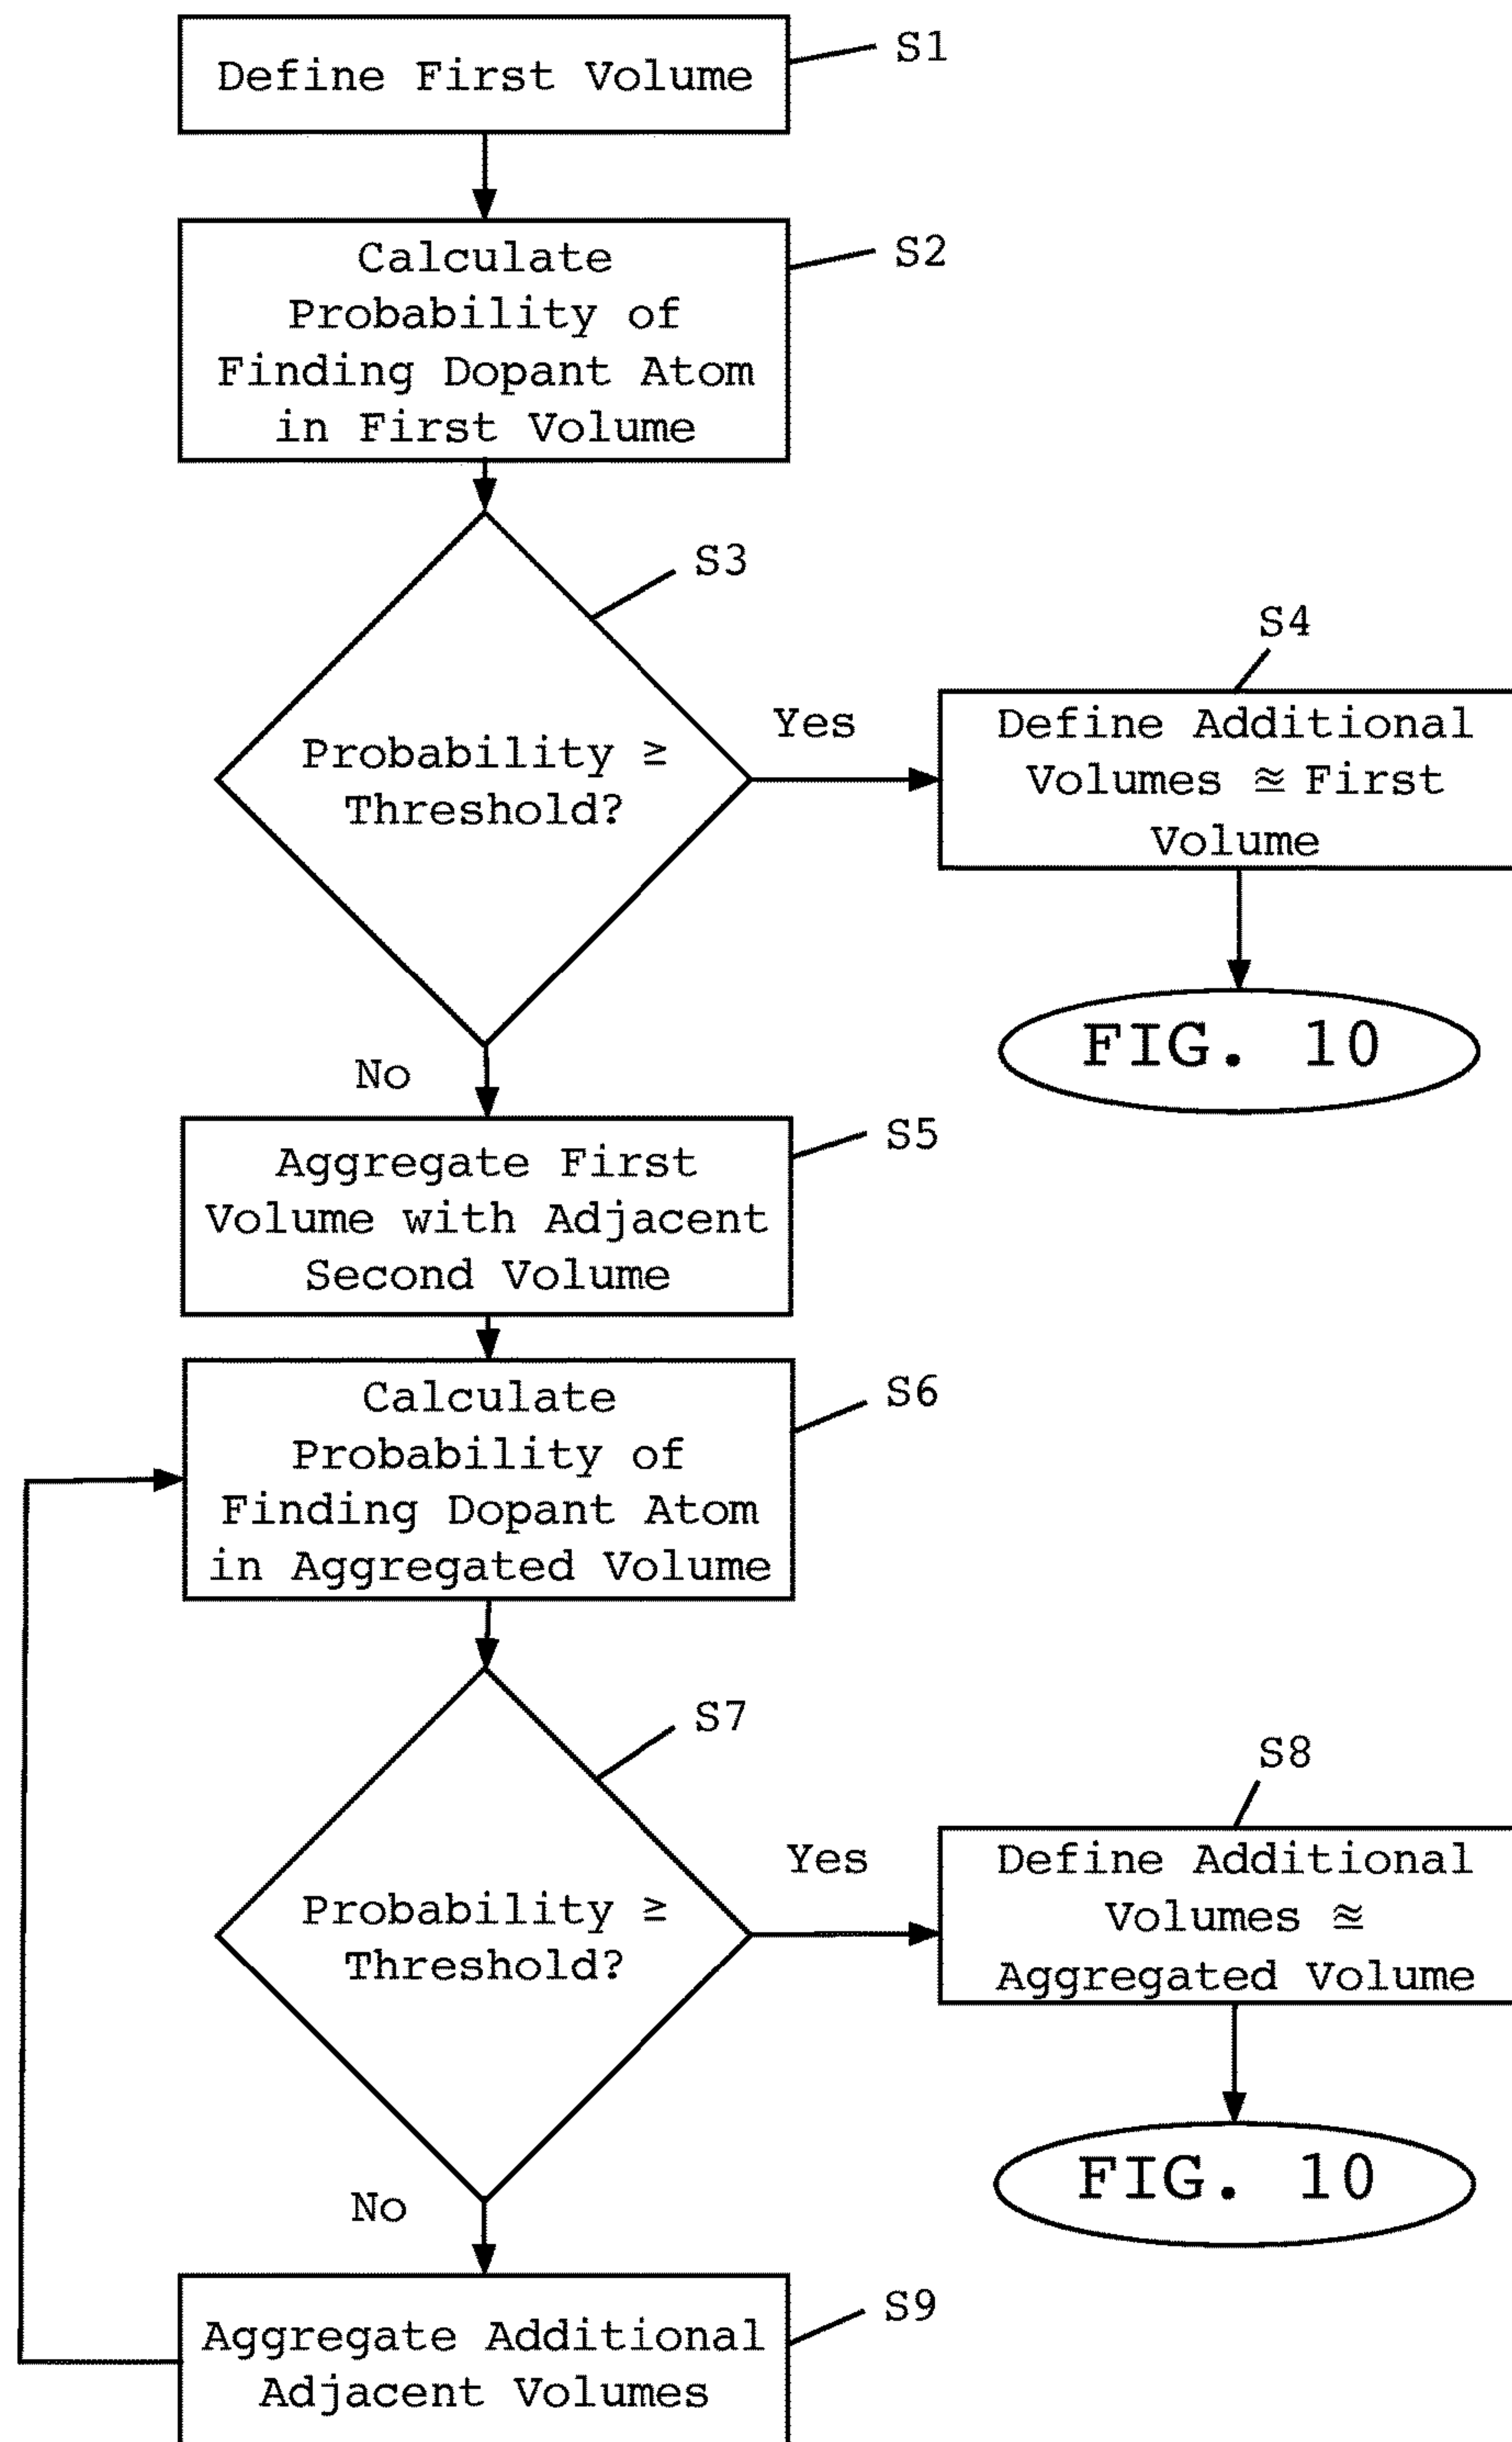 Define First Volume
S1
Calculate
Probability of
Finding Dopant Atom
in First Volume
S2
S3
Probability ≥
Threshold?
Yes
S4
Define Additional
Volumes ≊ First
Volume
FIG. 10
No
Aggregate First
Volume with Adjacent
Second Volume
S5
Calculate
Probability of
Finding Dopant Atom
in Aggregated Volume
S6
S7
Probability ≥
Threshold?
Yes
S8
Define Additional
Volumes ≊
Aggregated Volume
FIG. 10
No
Aggregate Additional
Adjacent Volumes
S9